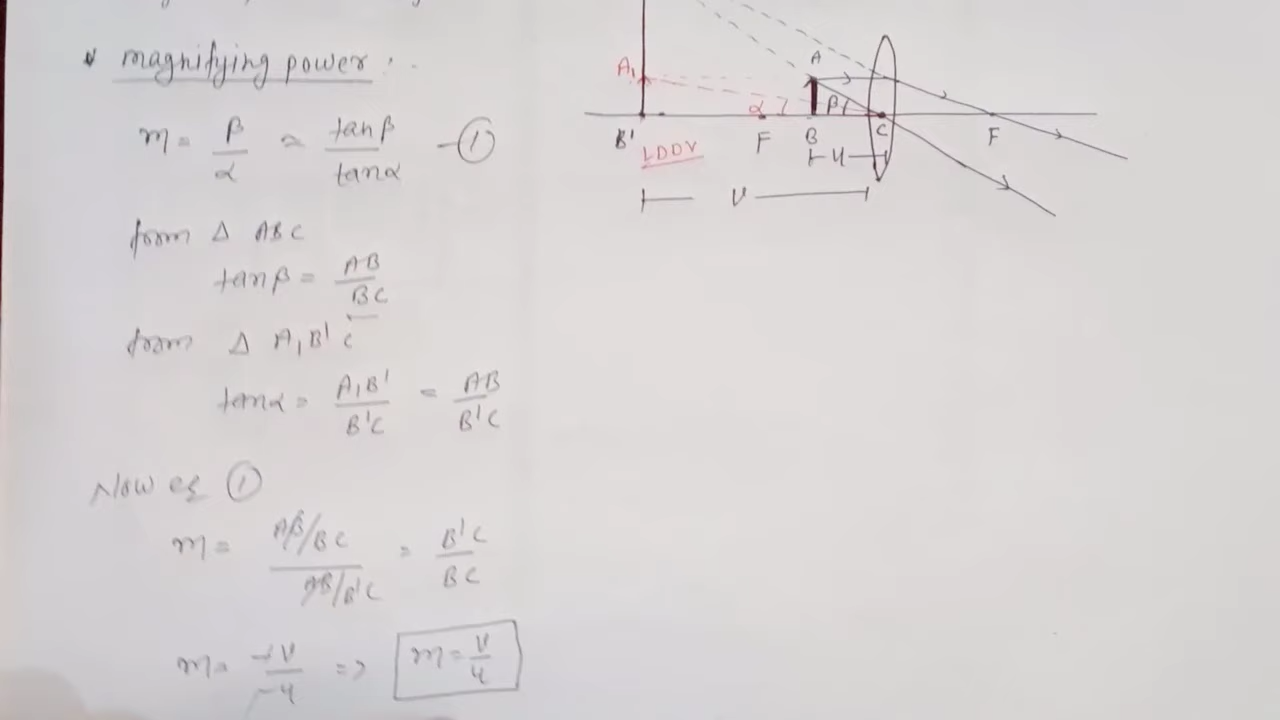 magnifying power :
m = β/α ≈ tanβ/tanα —①
from Δ ABC
tanβ = AB/BC
from Δ A₁B'C
tanα = A₁B'/B'C = AB/B'C
Now eq ①
m = AB/BC / AB/B'C = B'C/BC
m = -v/-u => m = v/u
A
A₁
α
β
B'
F
B
C
F
LDDV
u
v